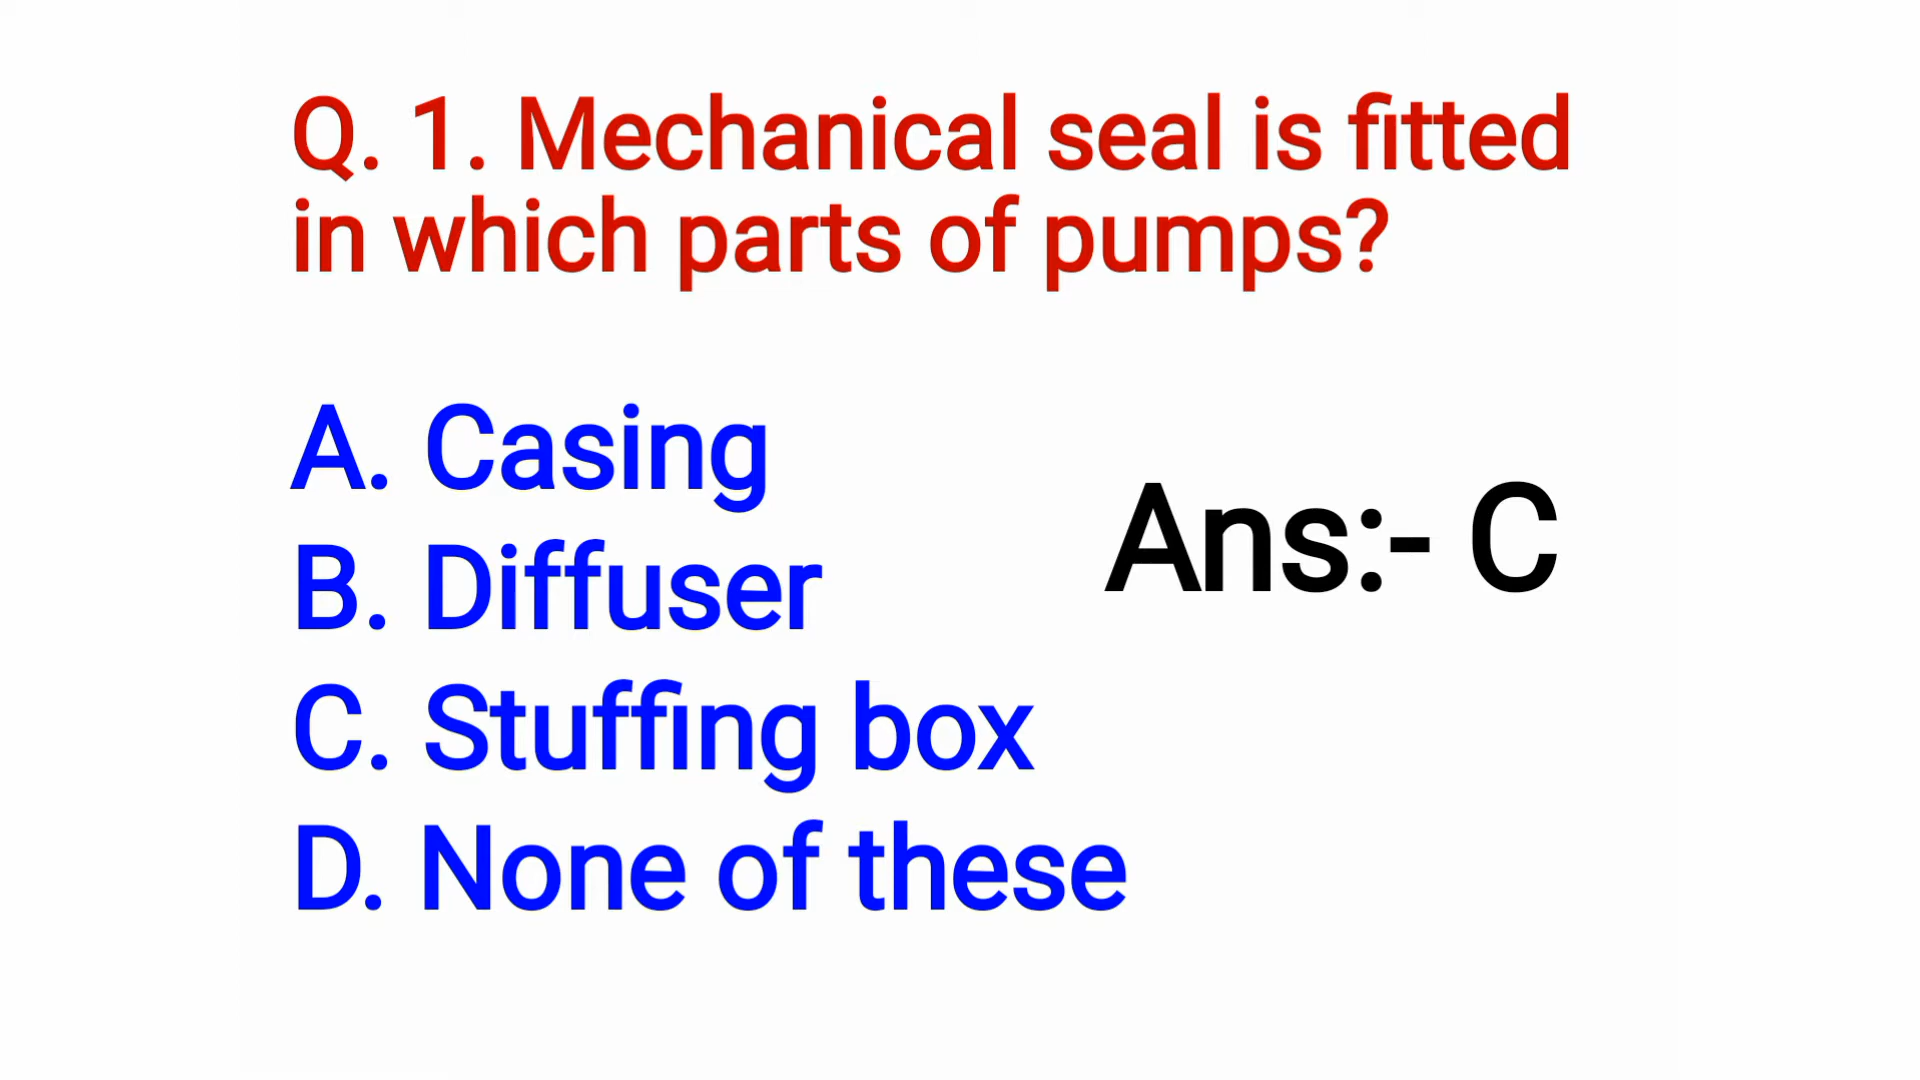 Q. 1. Mechanical seal is fitted
in which parts of pumps?
A. Casing
B. Diffuser
C. Stuffing box
D. None of these
Ans:- C